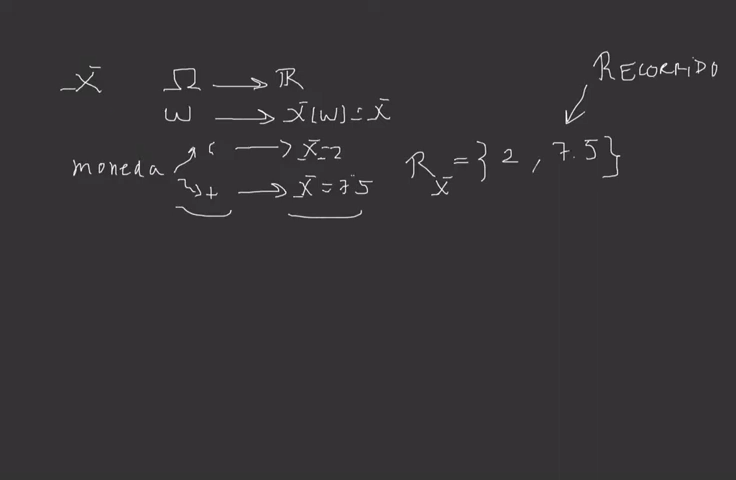 RECORRIDO
X Ω → ℝ
W → X[W] = X
moneda c → X=2
+ → X = 7.5
R_X = { 2 , 7.5 }